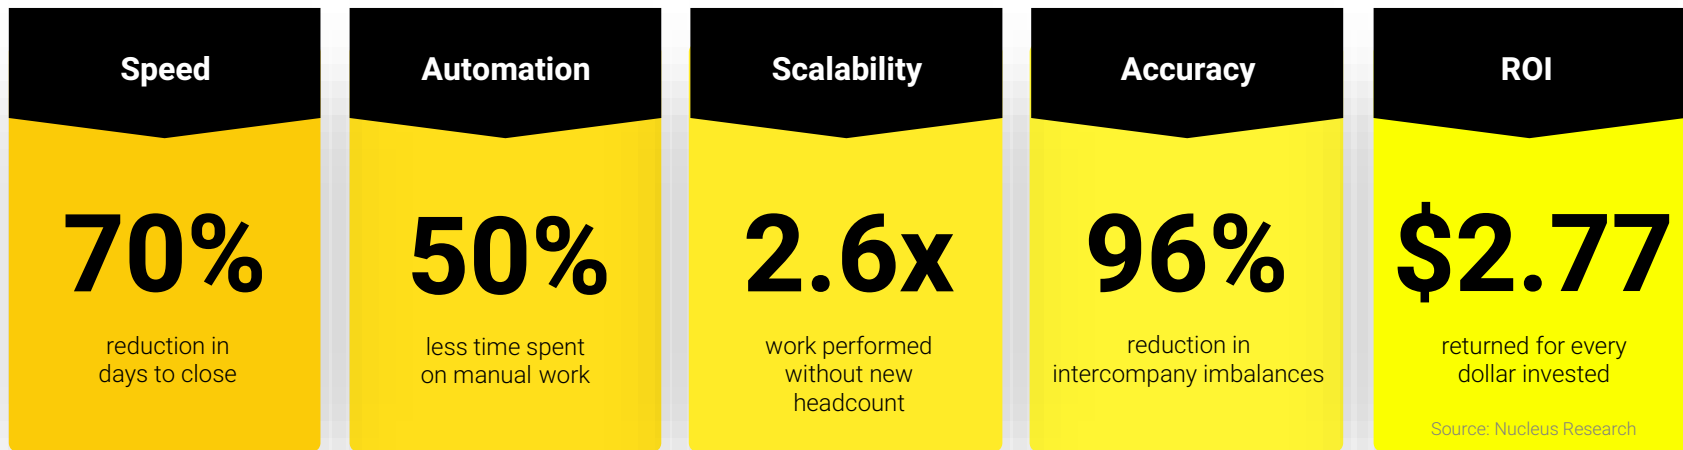 Speed
70%
reduction in
days to close
Automation
50%
less time spent
on manual work
Scalability
2.6x
work performed
without new
headcount
Accuracy
96%
reduction in
intercompany imbalances
ROI
$2.77
returned for every
dollar invested
Source: Nucleus Research